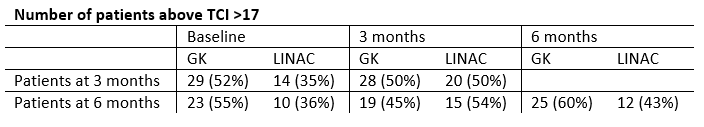 Number of patients above TCI >17
Baseline 3 months 6 months
GK LINAC GK LINAC GK LINAC
Patients at 3 months 29 (52%) 14 (35%) 28 (50%) 20 (50%)
Patients at 6 months 23 (55%) 10 (36%) 19 (45%) 15 (54%) 25 (60%) 12 (43%)